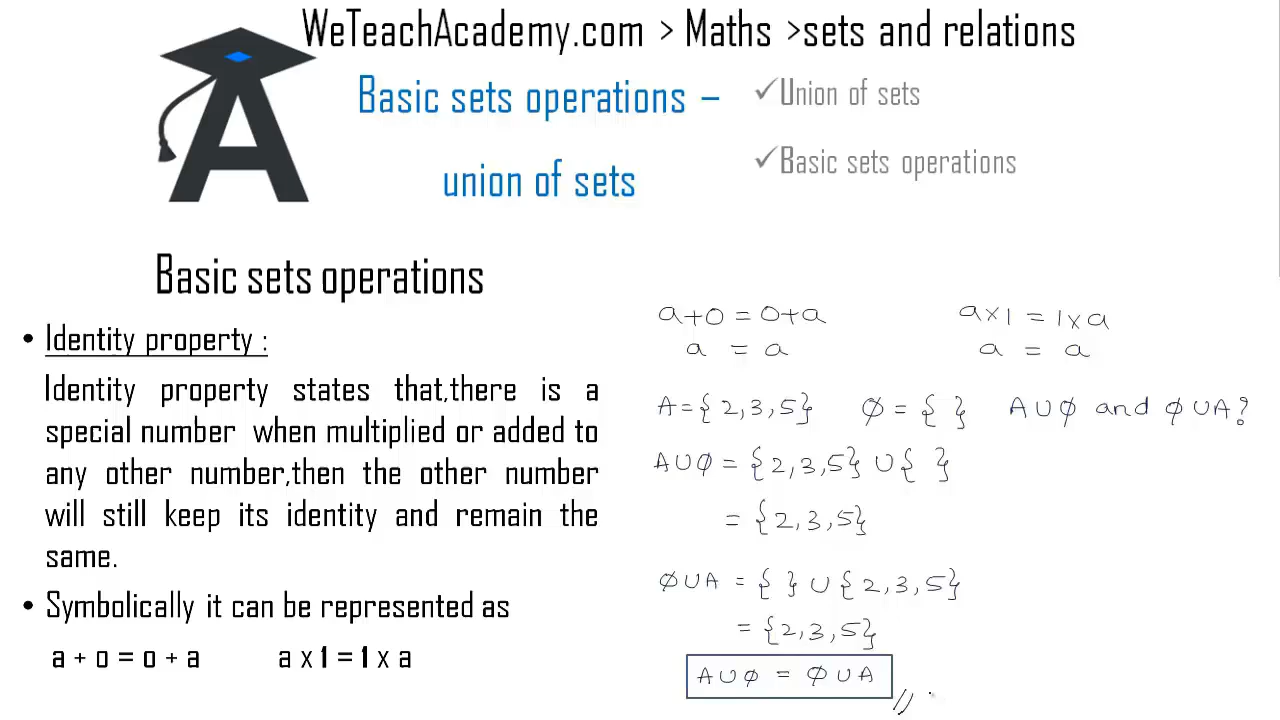 WeTeachAcademy.com > Maths >sets and relations
Basic sets operations –
union of sets
✓Union of sets
✓Basic sets operations
Basic sets operations
• Identity property :
Identity property states that,there is a
special number when multiplied or added to
any other number,then the other number
will still keep its identity and remain the
same.
• Symbolically it can be represented as
a + o = o + a a x 1 = 1 x a
a+0 = 0+a a×1 = 1×a
a = a a = a
A={2,3,5} ϕ = { } A∪ϕ and ϕ∪A?
A∪ϕ = {2,3,5} ∪ { }
= {2,3,5}
ϕ∪A = { } ∪ {2,3,5}
= {2,3,5}
A∪ϕ = ϕ∪A